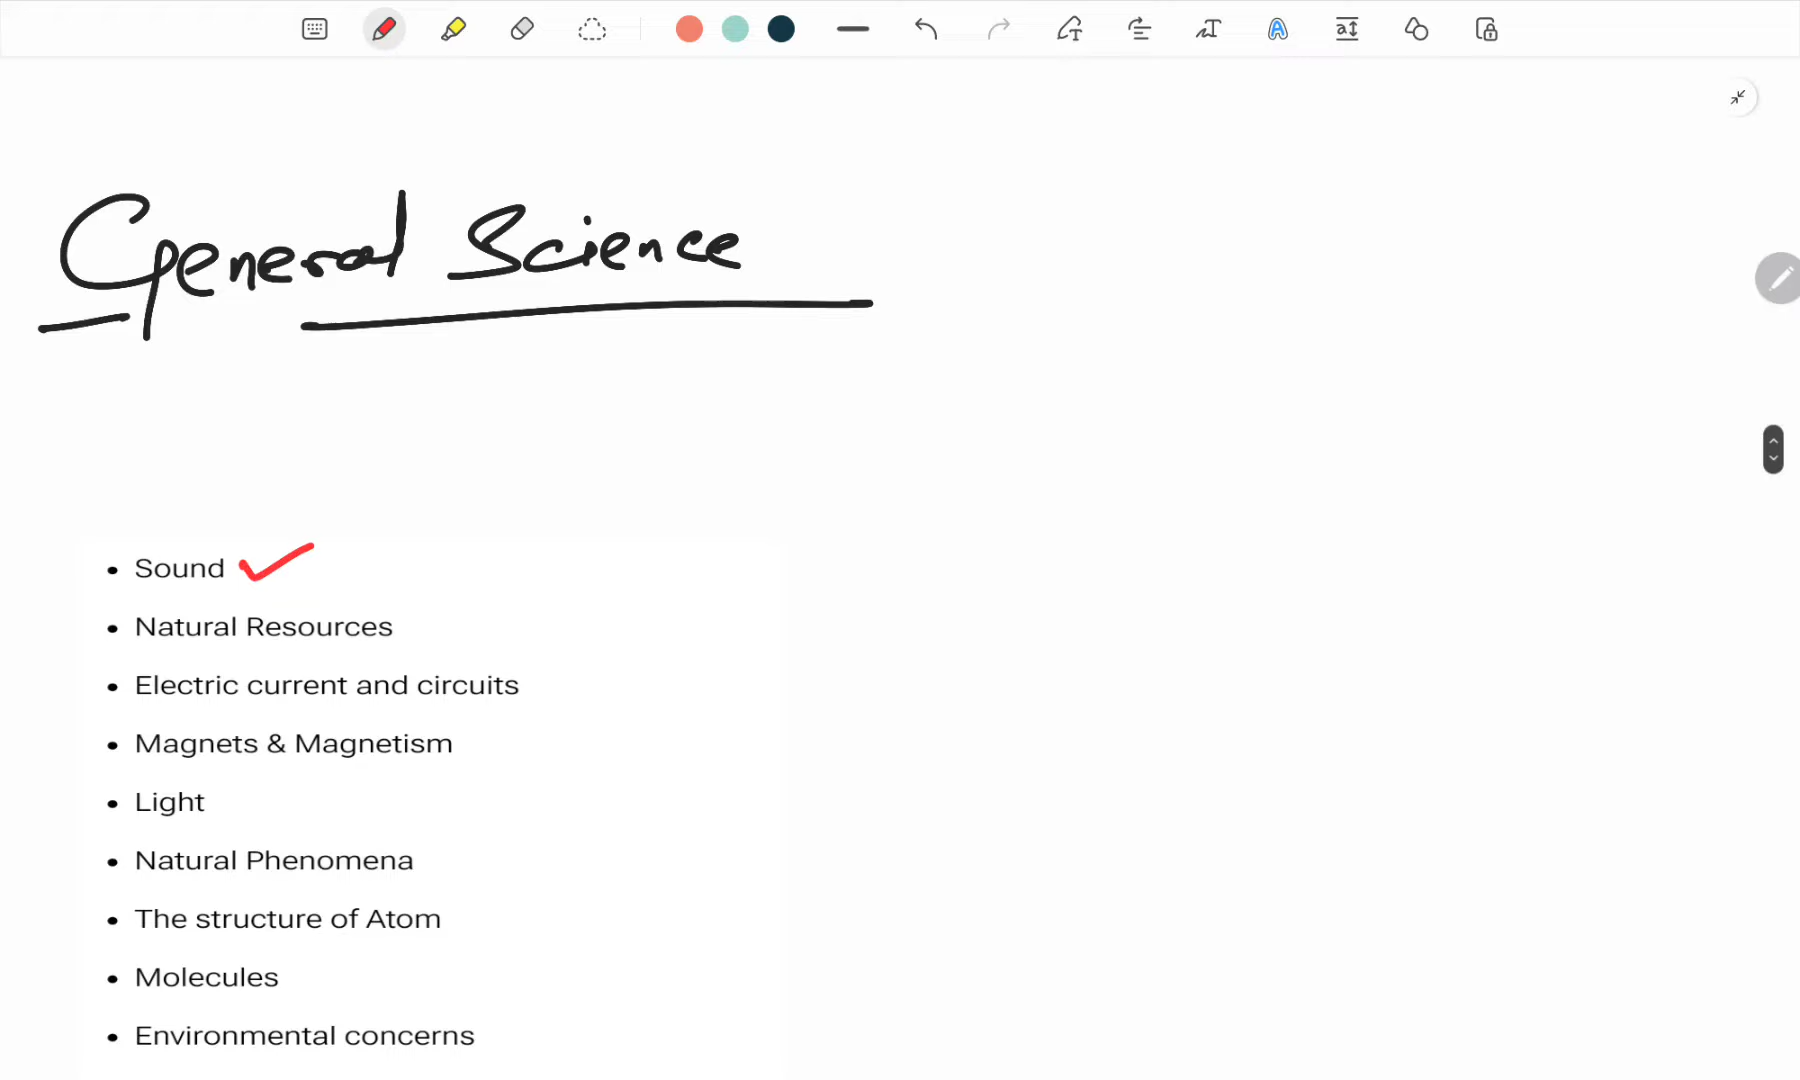 General Science
• Sound
• Natural Resources
• Electric current and circuits
• Magnets & Magnetism
• Light
• Natural Phenomena
• The structure of Atom
• Molecules
• Environmental concerns